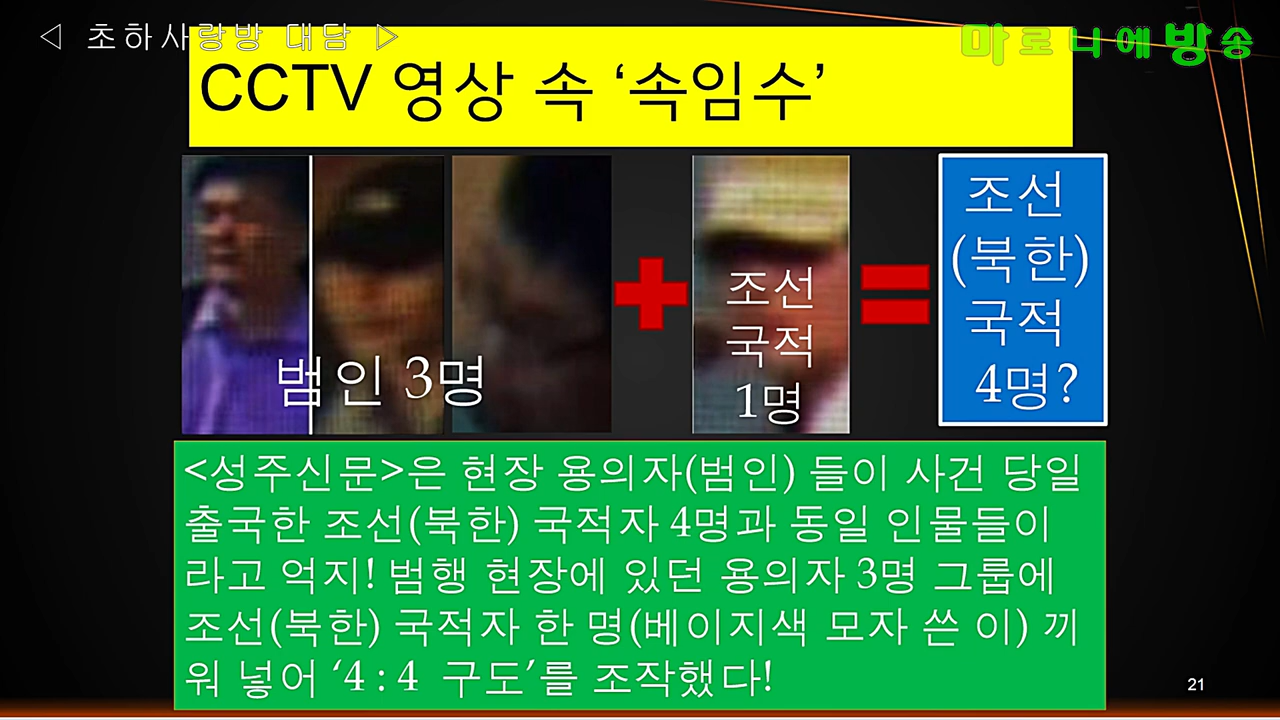 ◁ 초하사랑방 대담 ▷
마로니에방송
CCTV 영상 속 ‘속임수’
범인 3명
조선
국적
1명
조선
(북한)
국적
4명?
<성주신문>은 현장 용의자(범인) 들이 사건 당일
출국한 조선(북한) 국적자 4명과 동일 인물들이
라고 억지! 범행 현장에 있던 용의자 3명 그룹에
조선(북한) 국적자 한 명(베이지색 모자 쓴 이) 끼
워 넣어 ‘4 : 4 구도’를 조작했다!
21